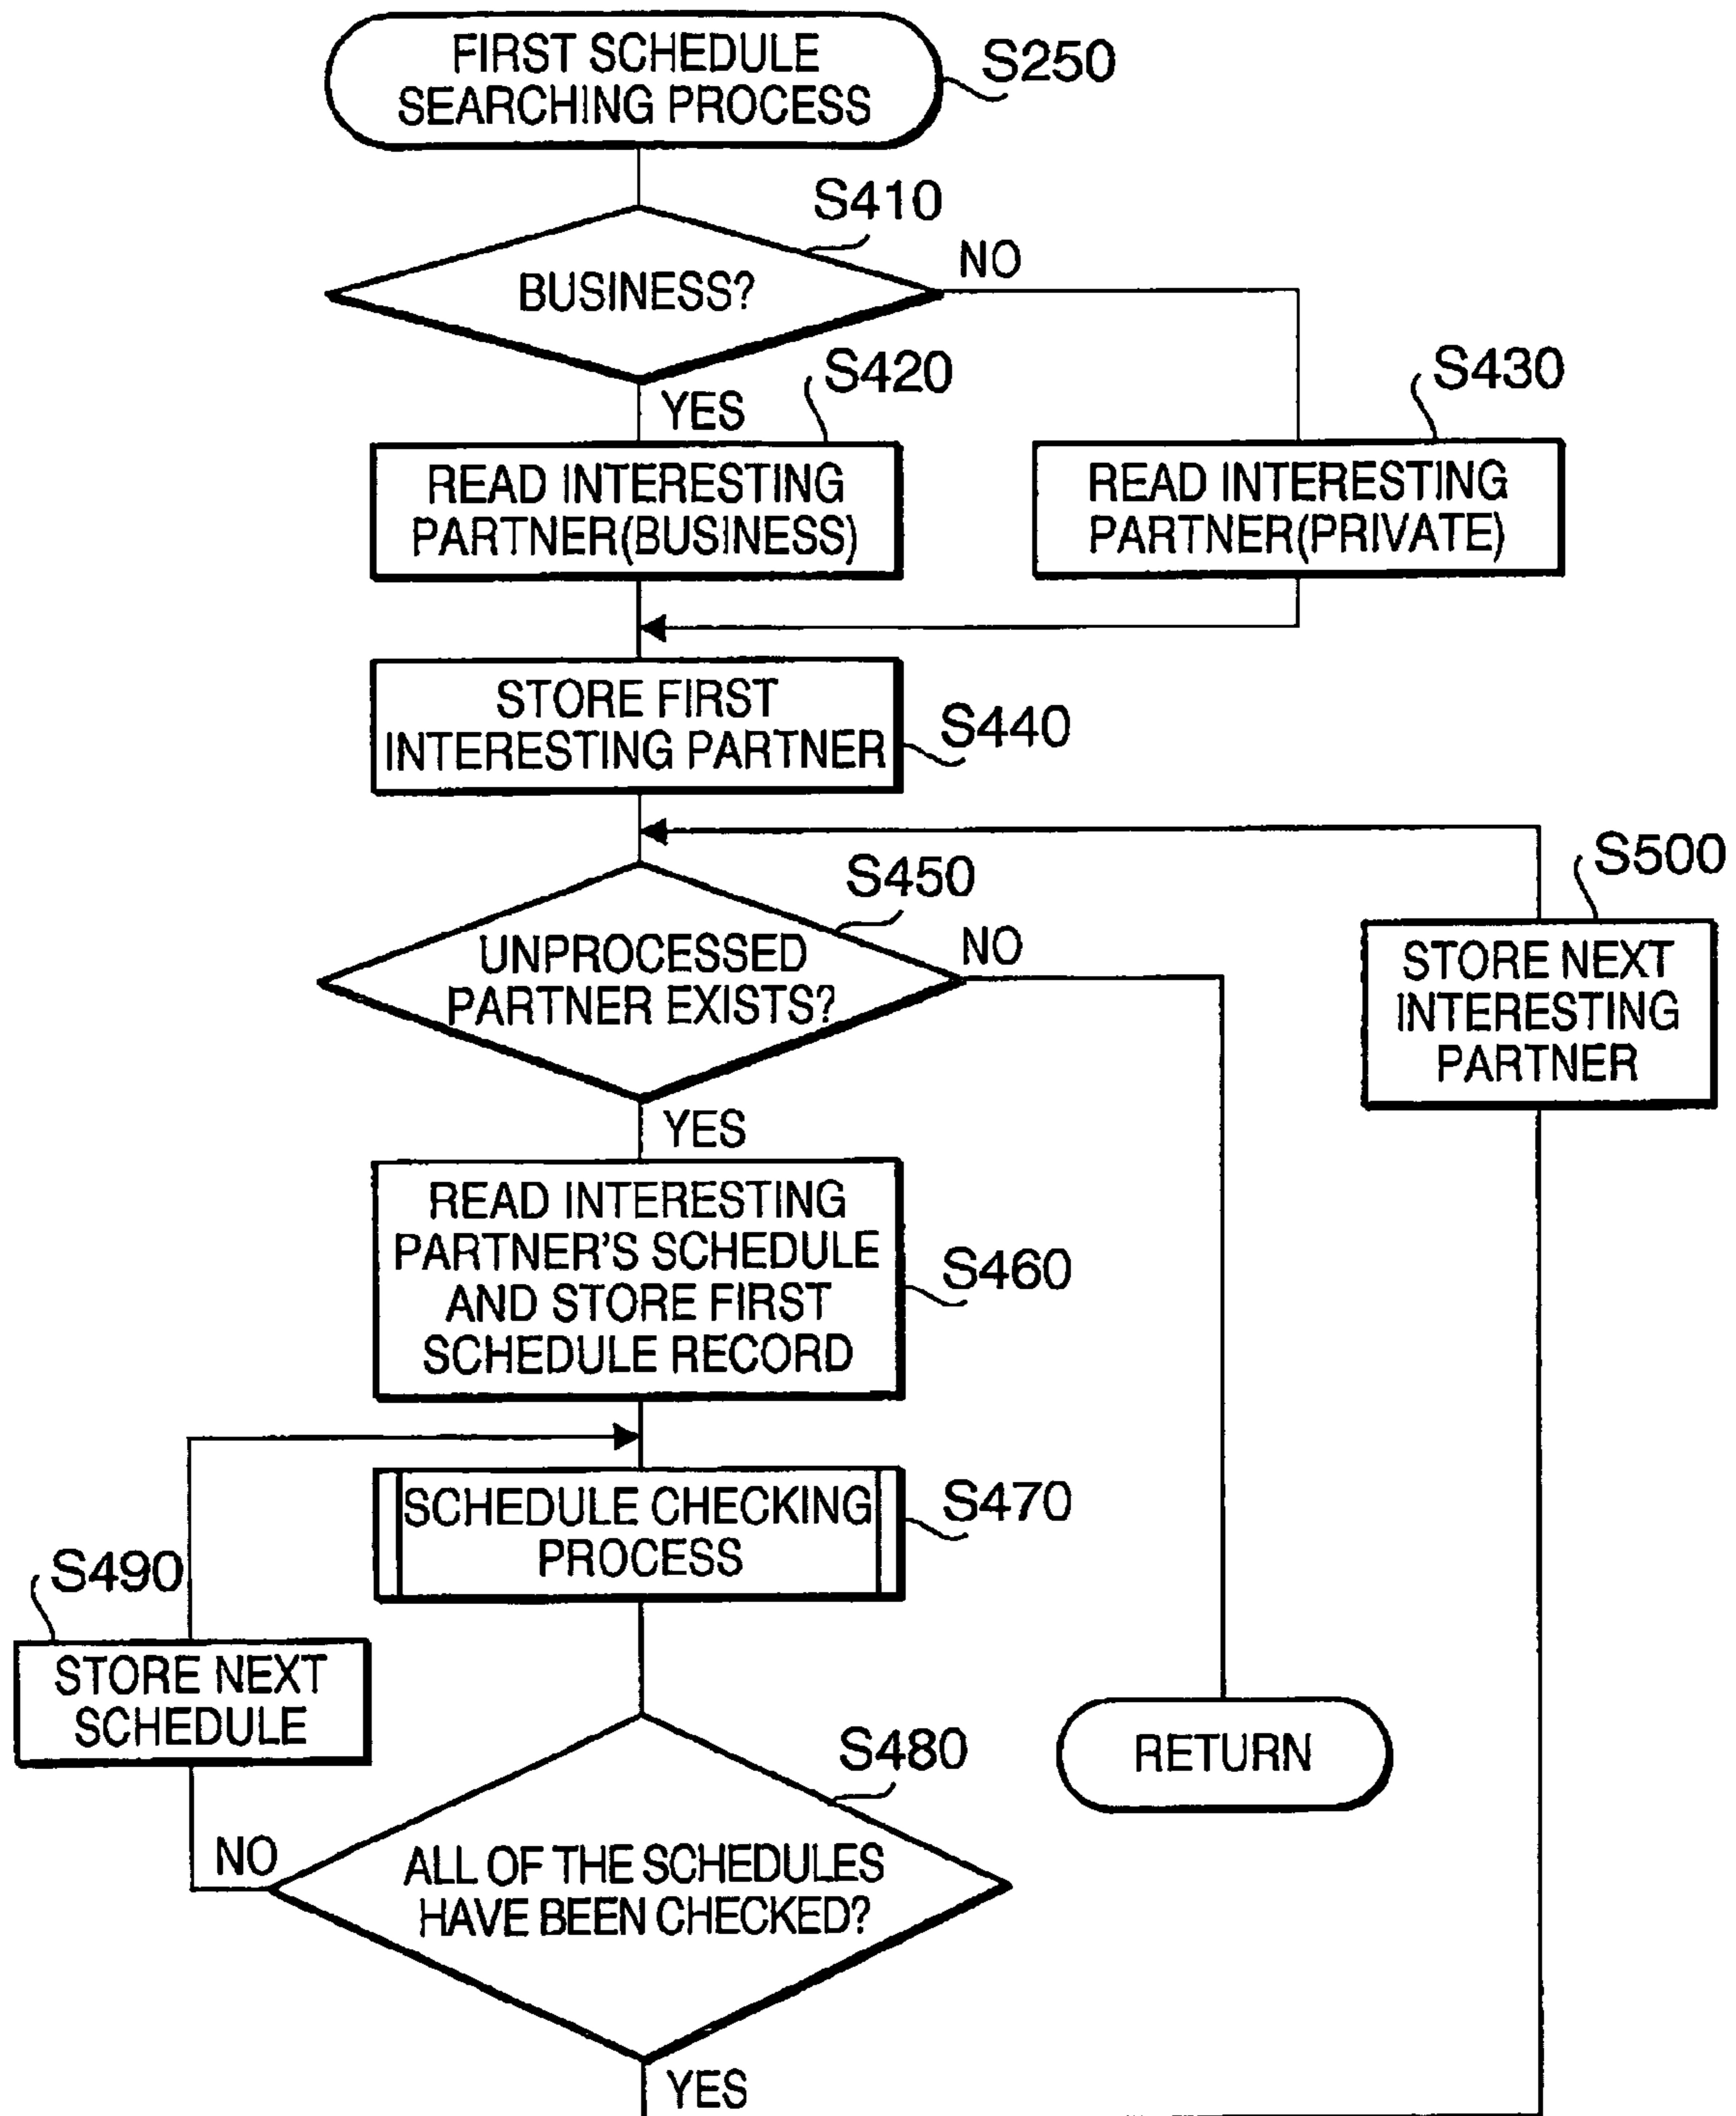 FIRST SCHEDULE
SEARCHING PROCESS
S250
S410
BUSINESS?
NO
YES
S420
READ INTERESTING
PARTNER(BUSINESS)
S430
READ INTERESTING
PARTNER(PRIVATE)
STORE FIRST
INTERESTING PARTNER
S440
S450
UNPROCESSED
PARTNER EXISTS?
NO
S500
STORE NEXT
INTERESTING
PARTNER
YES
READ INTERESTING
PARTNER'S SCHEDULE
AND STORE FIRST
SCHEDULE RECORD
S460
SCHEDULE CHECKING
PROCESS
S470
S490
STORE NEXT
SCHEDULE
RETURN
S480
NO
ALL OF THE SCHEDULES
HAVE BEEN CHECKED?
YES